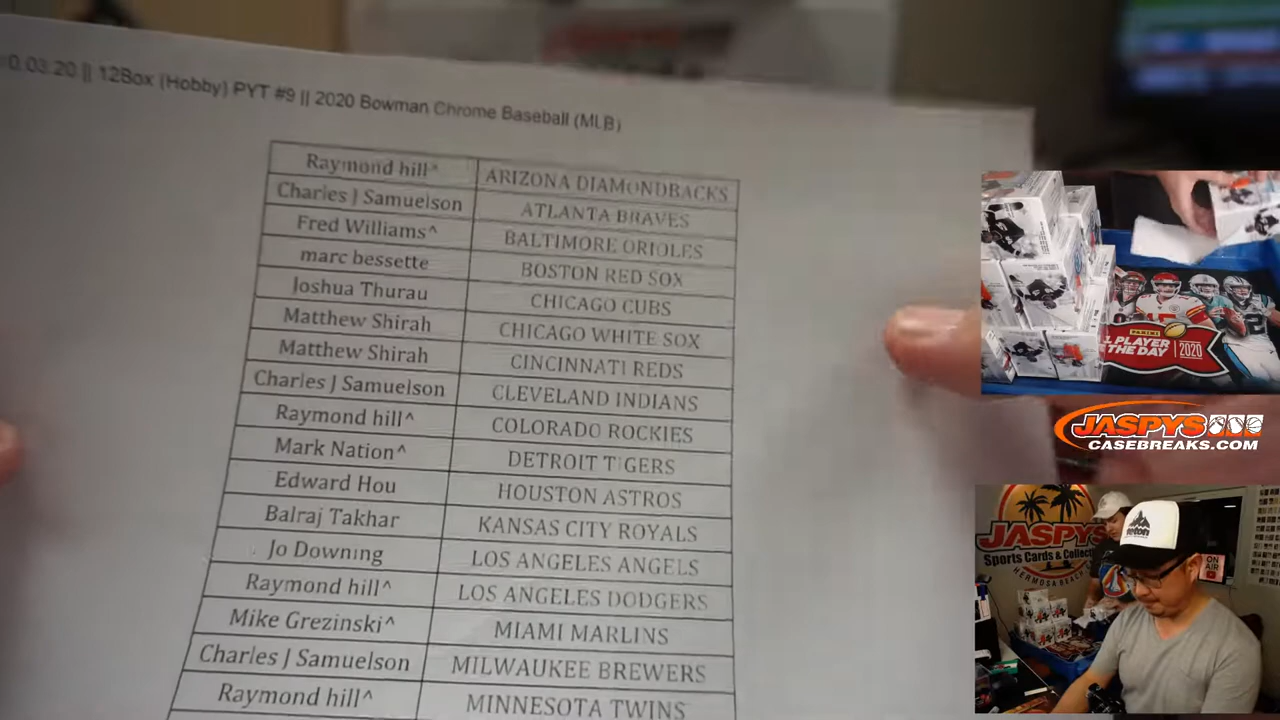 0.03:20 || 12Box (Hobby) PYT #9 || 2020 Bowman Chrome Baseball (MLB)
Raymond hill^ ARIZONA DIAMONDBACKS
Charles J Samuelson ATLANTA BRAVES
Fred Williams^ BALTIMORE ORIOLES
marc bessette BOSTON RED SOX
Joshua Thurau CHICAGO CUBS
Matthew Shirah CHICAGO WHITE SOX
Matthew Shirah CINCINNATI REDS
Charles J Samuelson CLEVELAND INDIANS
Raymond hill^ COLORADO ROCKIES
Mark Nation^ DETROIT TIGERS
Edward Hou HOUSTON ASTROS
Balraj Takhar KANSAS CITY ROYALS
Jo Downing LOS ANGELES ANGELS
Raymond hill^ LOS ANGELES DODGERS
Mike Grezinski^ MIAMI MARLINS
Charles J Samuelson MILWAUKEE BREWERS
Raymond hill^ MINNESOTA TWINS
PANINI
L PLAYER
THE DAY 2020
JASPYS
CASEBREAKS.COM
JASPYS
Sports Cards & Collect
HERMOSA BEACH
ON
AIR